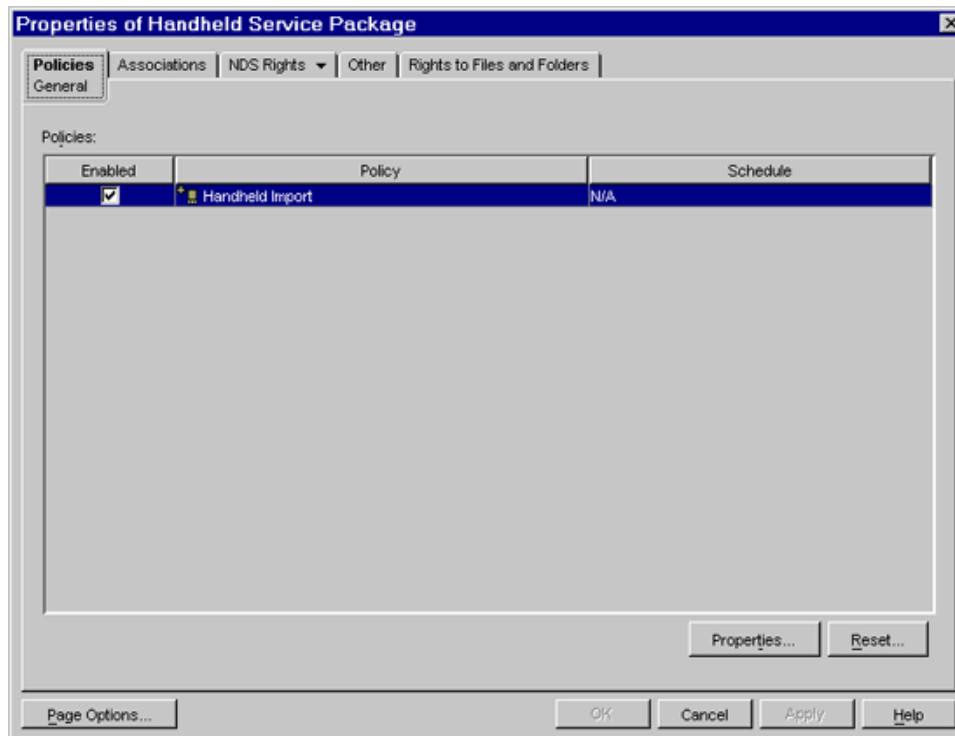 Properties of Handheld Service Package
Policies Associations NDS Rights Other Rights to Files and Folders
General
Policies:
Enabled Policy Schedule
Handheld Import N/A
Properties... Reset...
Page Options... OK Cancel Apply Help